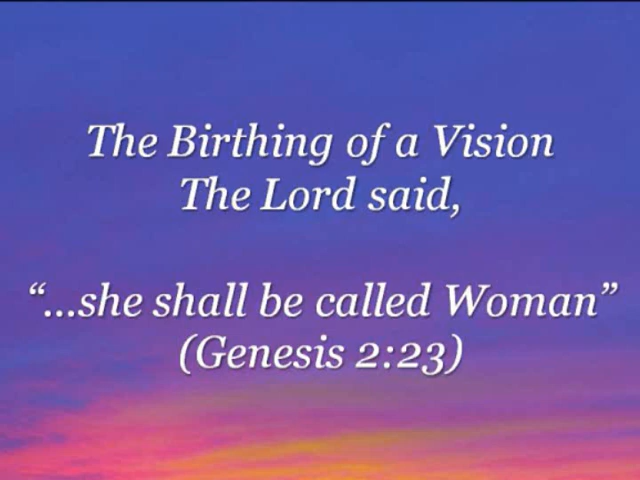 The Birthing of a Vision
The Lord said,
“...she shall be called Woman”
(Genesis 2:23)